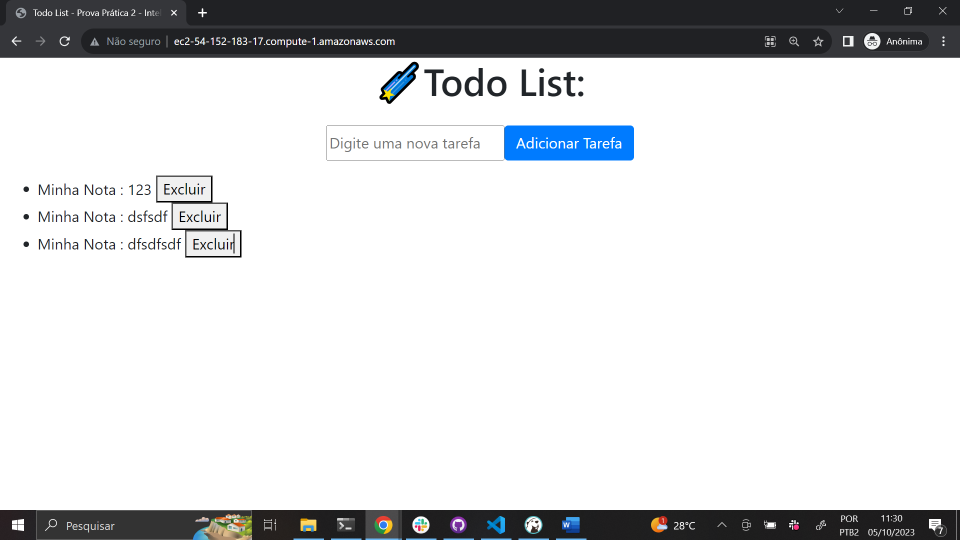 Todo List - Prova Prática 2 - Intel
Não seguro
ec2-54-152-183-17.compute-1.amazonaws.com
Anônima
Todo List:
Digite uma nova tarefa
Adicionar Tarefa
Minha Nota : 123 Excluir
Minha Nota : dsfsdf Excluir
Minha Nota : dfsdfsdf Excluir
Pesquisar
1
28°C
POR
PTB2
11:30
05/10/2023
7